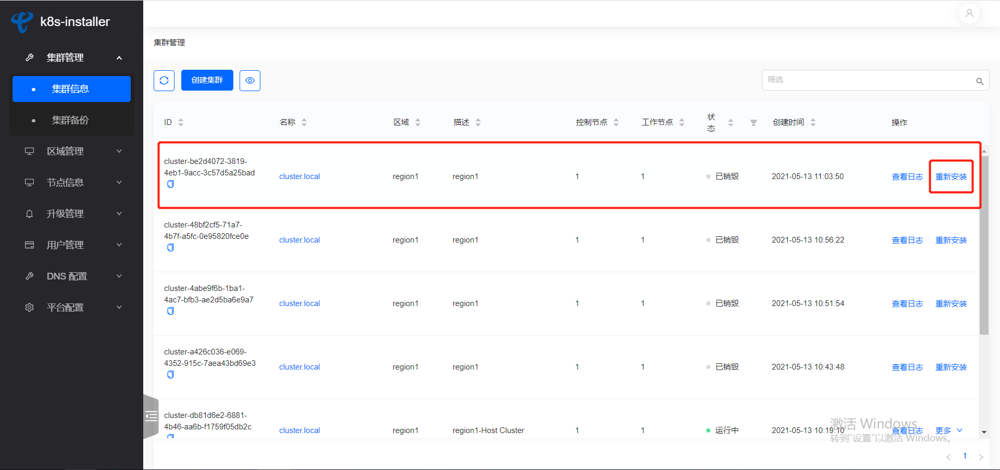 k8s-installer
集群管理
集群信息
集群备份
区域管理
节点信息
升级管理
用户管理
DNS 配置
平台配置
集群管理
创建集群
筛选
ID 名称 区域 描述 控制节点 工作节点 状态 创建时间 操作
cluster-be2d4072-3819-
4eb1-9acc-3c57d5a25bad
cluster.local region1 region1 1 1 已销毁 2021-05-13 11:03:50 查看日志 重新安装
cluster-48bf2cf5-71a7-
4b7f-a5fc-0e95820fce0e
cluster.local region1 region1 1 1 已销毁 2021-05-13 10:56:22 查看日志 重新安装
cluster-4abe9f6b-1ba1-
4ac7-bfb3-ae2d5ba6e9a7
cluster.local region1 region1 1 1 已销毁 2021-05-13 10:51:54 查看日志 重新安装
cluster-a426c036-e069-
4352-915c-7aea43bd69e3
cluster.local region1 region1 1 1 已销毁 2021-05-13 10:43:48 查看日志 重新安装
cluster-db81d6e2-6881-
4b46-aa6b-f1759f05db2c
cluster.local region1 region1-Host Cluster 1 1 运行中 2021-05-13 10:19:10 查看日志 更多
激活 Windows
转到“设置”以激活 Windows。
1